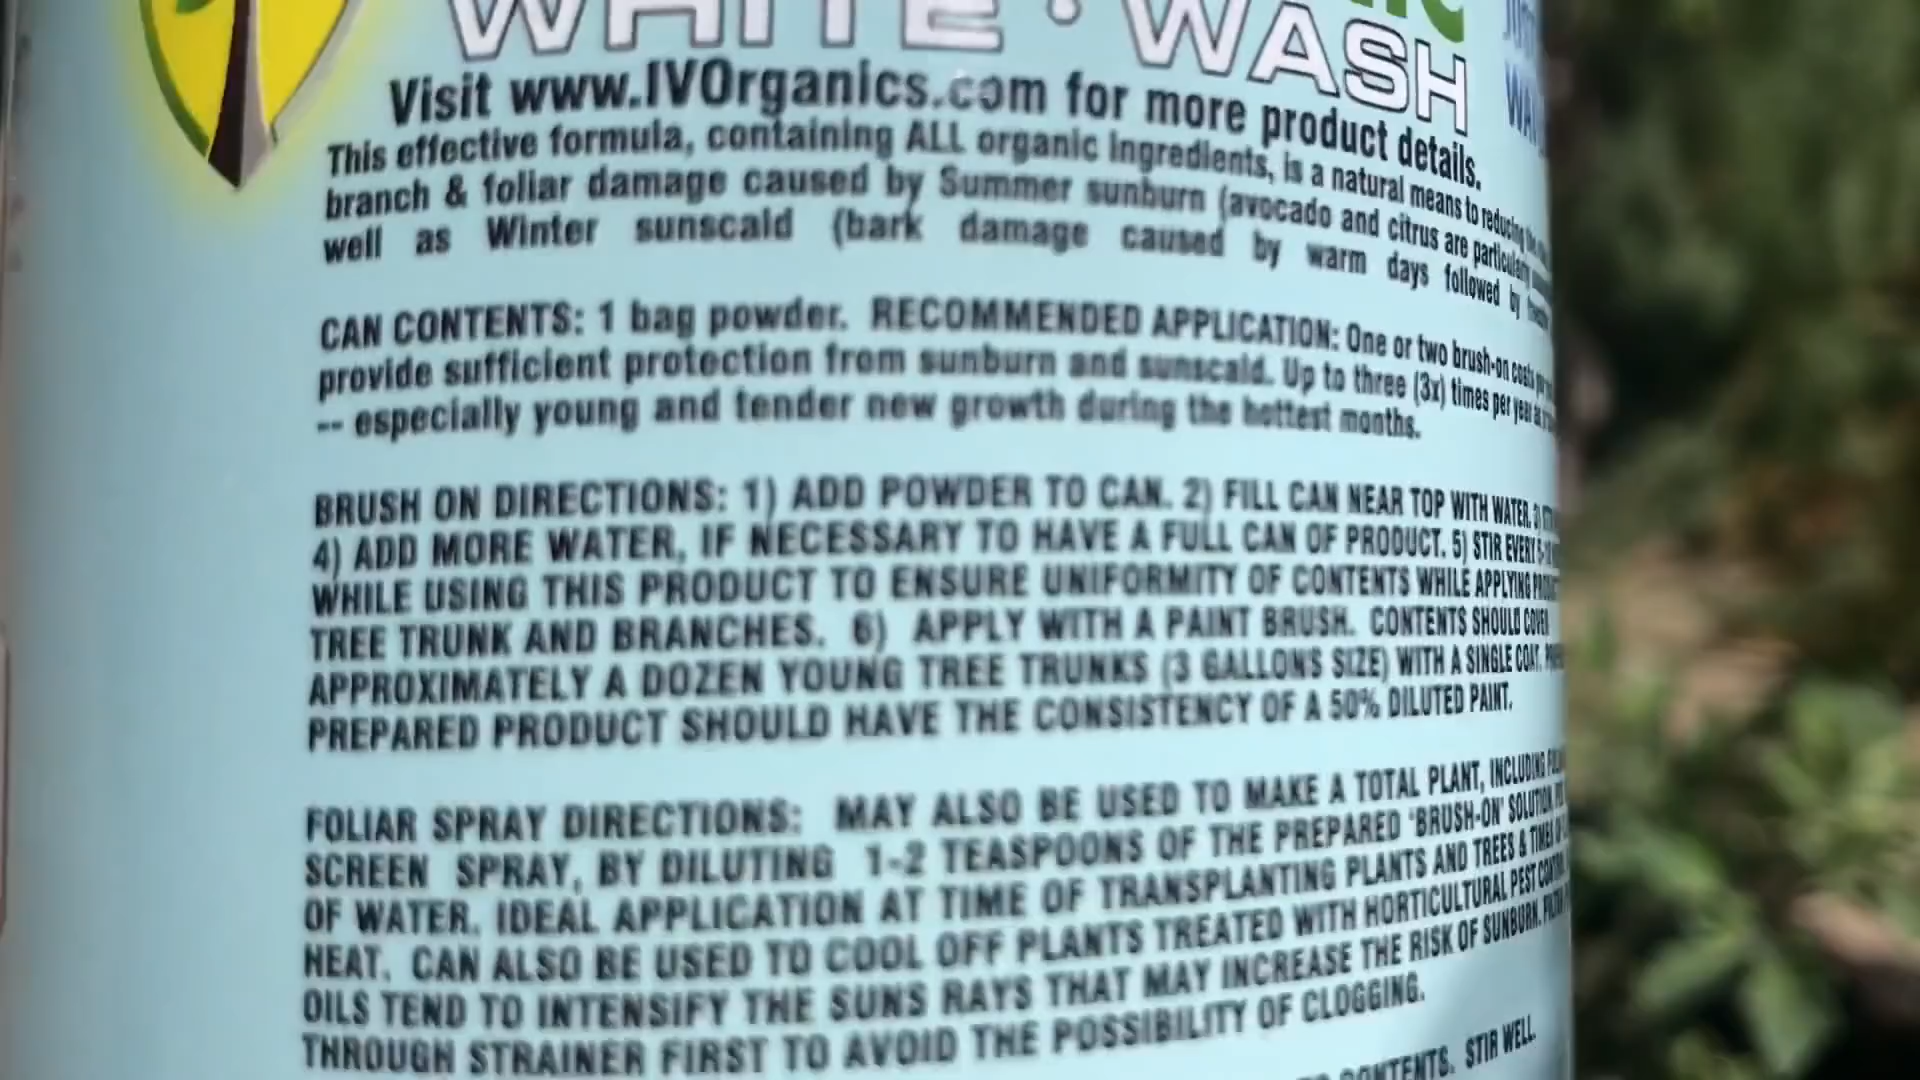 WHITE · WASH
Visit www.IVOrganics.com for more product details.
This effective formula, containing ALL organic ingredients, is a natural means to reducing
branch & foliar damage caused by Summer sunburn (avocado and citrus are particularly
well as Winter sunscald (bark damage caused by warm days followed by
CAN CONTENTS: 1 bag powder. RECOMMENDED APPLICATION: One or two brush-on coats
provide sufficient protection from sunburn and sunscald. Up to three (3x) times per year
-- especially young and tender new growth during the hottest months.
BRUSH ON DIRECTIONS: 1) ADD POWDER TO CAN. 2) FILL CAN NEAR TOP WITH WATER. 3)
4) ADD MORE WATER, IF NECESSARY TO HAVE A FULL CAN OF PRODUCT. 5) STIR EVERY
WHILE USING THIS PRODUCT TO ENSURE UNIFORMITY OF CONTENTS WHILE APPLYING
TREE TRUNK AND BRANCHES. 6) APPLY WITH A PAINT BRUSH. CONTENTS SHOULD COVER
APPROXIMATELY A DOZEN YOUNG TREE TRUNKS (3 GALLONS SIZE) WITH A SINGLE COAT.
PREPARED PRODUCT SHOULD HAVE THE CONSISTENCY OF A 50% DILUTED PAINT.
FOLIAR SPRAY DIRECTIONS: MAY ALSO BE USED TO MAKE A TOTAL PLANT, INCLUDING
SCREEN SPRAY, BY DILUTING 1-2 TEASPOONS OF THE PREPARED 'BRUSH-ON' SOLUTION
OF WATER. IDEAL APPLICATION AT TIME OF TRANSPLANTING PLANTS AND TREES & TIMES
HEAT. CAN ALSO BE USED TO COOL OFF PLANTS TREATED WITH HORTICULTURAL PEST CONTROL
OILS TEND TO INTENSIFY THE SUNS RAYS THAT MAY INCREASE THE RISK OF SUNBURN.
THROUGH STRAINER FIRST TO AVOID THE POSSIBILITY OF CLOGGING.
CONTENTS. STIR WELL.